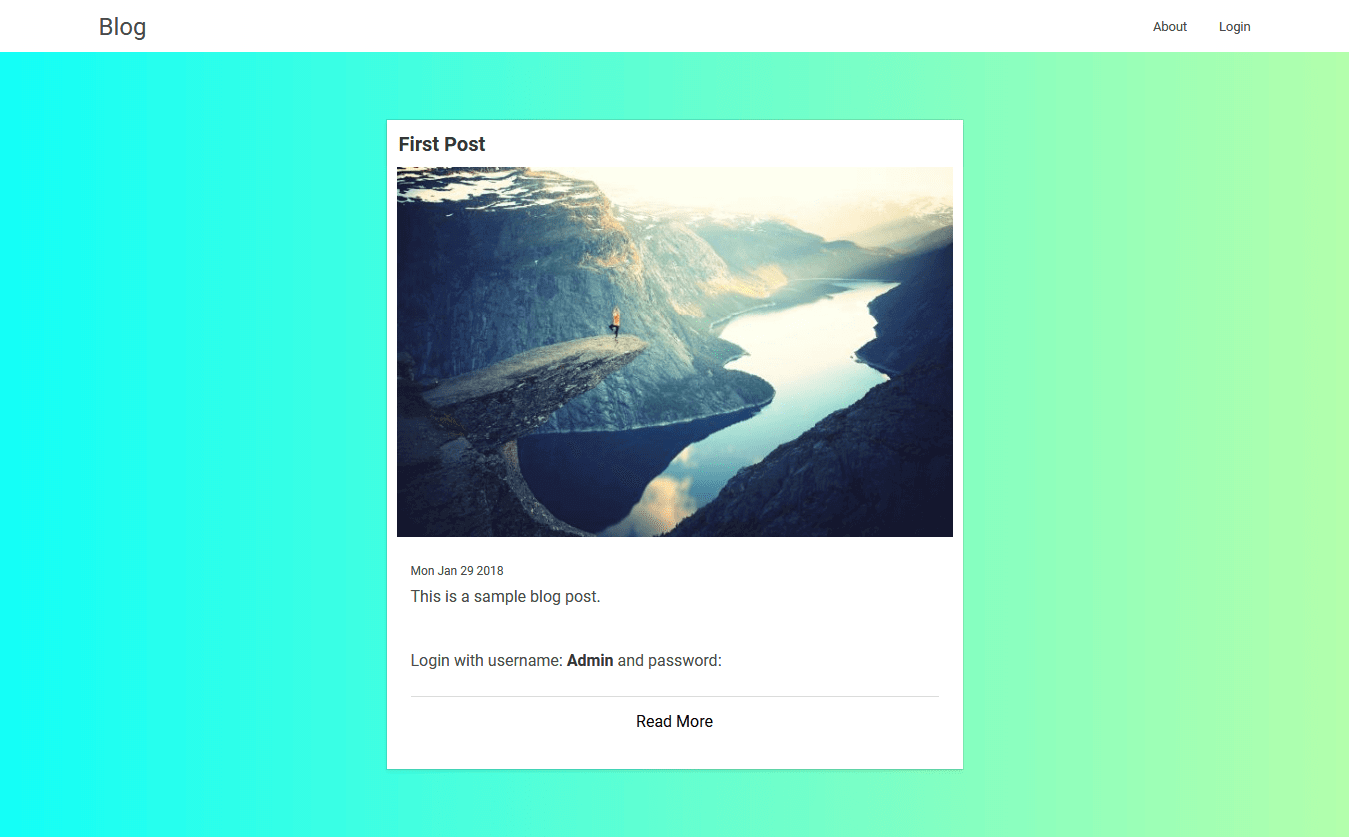 Blog
About
Login
First Post
Mon Jan 29 2018
This is a sample blog post.
Login with username: Admin and password:
Read More